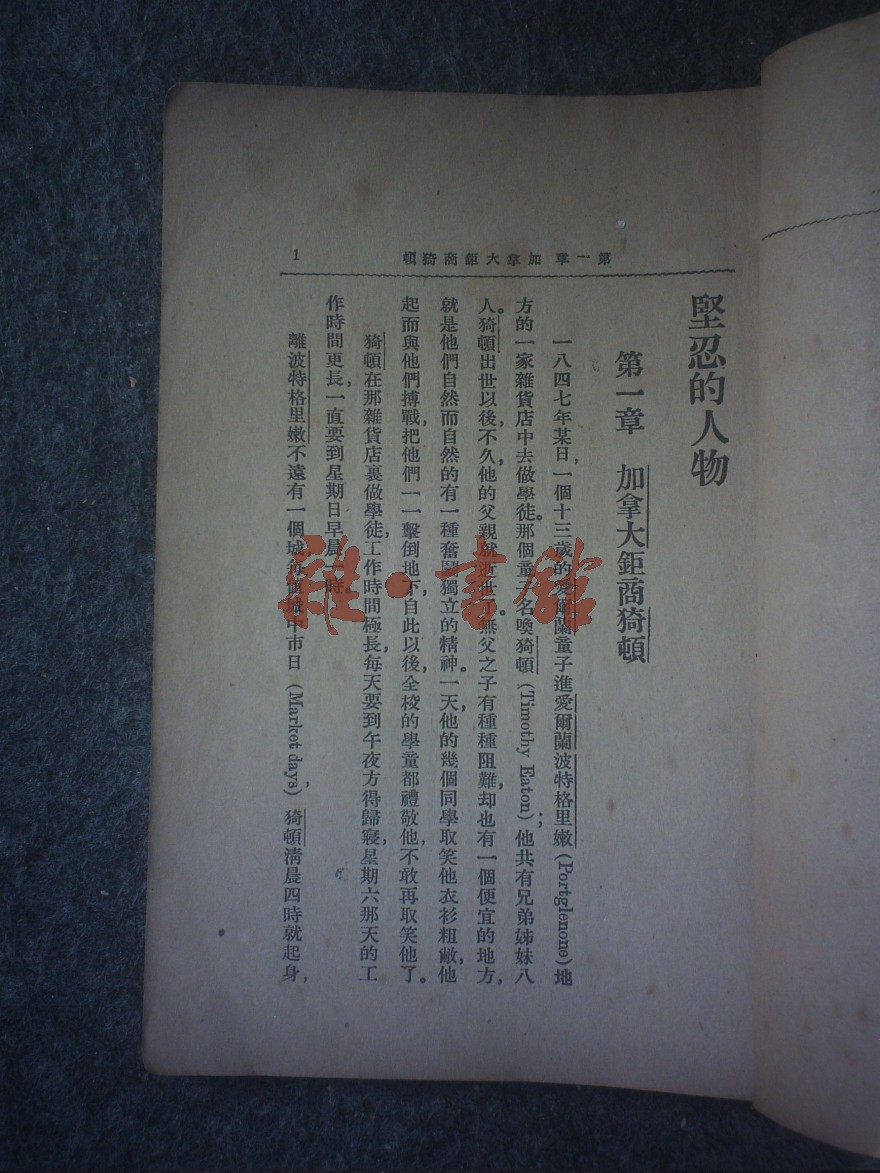 第一章 加拿大鉅商猗頓 1
堅忍的人物
第一章 加拿大鉅商猗頓
一八四七年某日,一個十三歲的愛爾蘭童子進愛爾蘭波特格里嫩 (Portglenone) 地
方的一家雜貨店中去做學徒。那個童子名喚猗頓 (Timothy Eaton);他共有兄弟姊妹八
人。猗頓出世以後,不久他的父親就逝世。無父之子有種種阻難,却也有一個便宜的地方,
就是他們自然而自然的有一種奮鬭獨立的精神。一天,他的幾個同學取笑他衣衫粗敝,他
起而與他們搏戰,把他們一一擊倒地下,自此以後,全校的學童都禮敬他,不敢再取笑他了。
猗頓在那雜貨店裏做學徒,工作時間極長,每天要到午夜方得歸寢,星期六那天的工
作時間更長,一直要到星期日早晨一時。
離波特格里嫩不遠有一個城,每値城中市日 (Market days),猗頓清晨四時就起身,
雜·書館